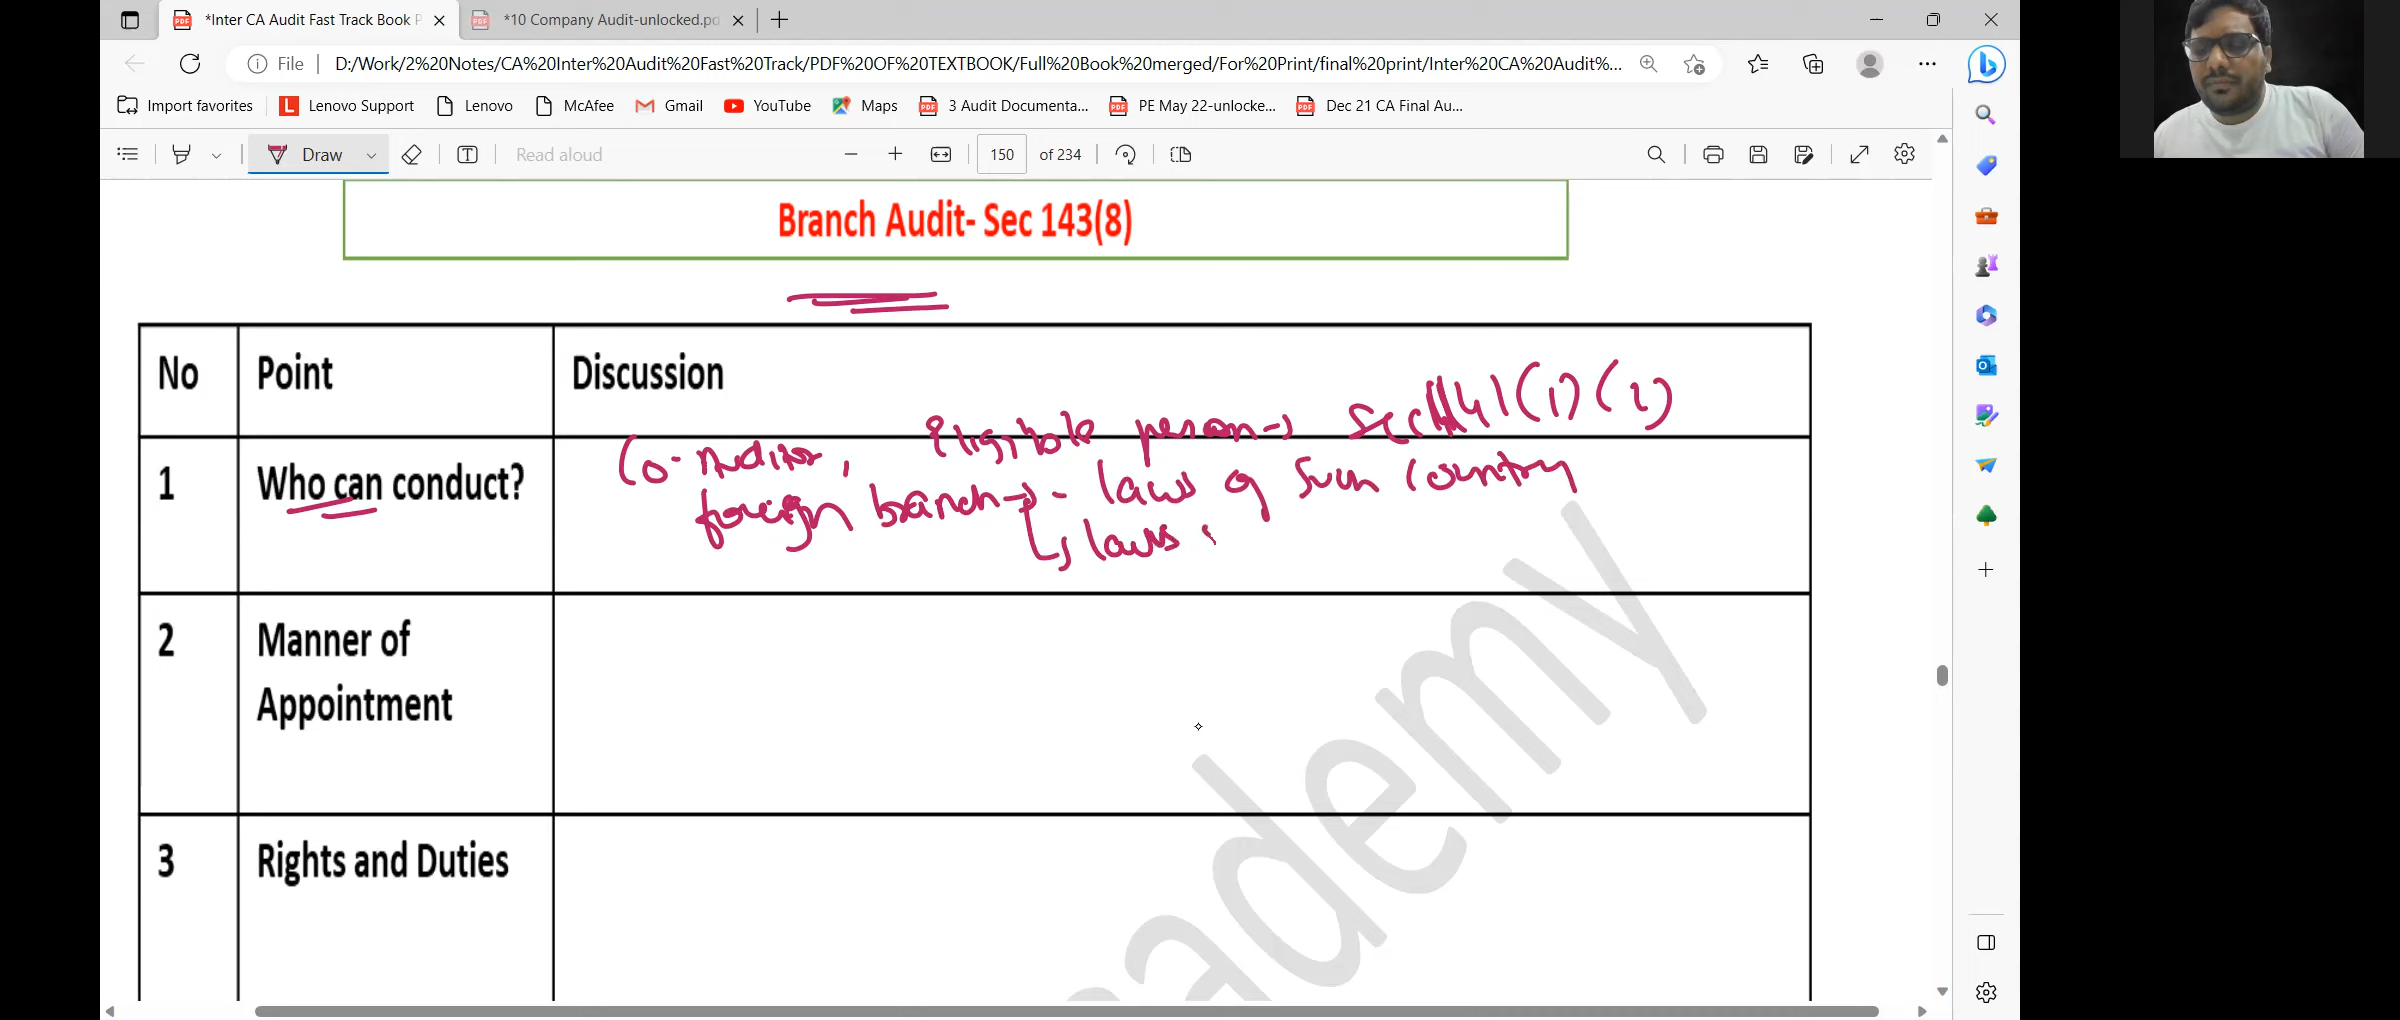 *Inter CA Audit Fast Track Book P
*10 Company Audit-unlocked.pd
File | D:/Work/2%20Notes/CA%20Inter%20Audit%20Fast%20Track/PDF%20OF%20TEXTBOOK/Full%20Book%20merged/For%20Print/final%20print/Inter%20CA%20Audit%...
Import favorites Lenovo Support Lenovo McAfee Gmail YouTube Maps 3 Audit Documenta... PE May 22-unlocke... Dec 21 CA Final Au...
Draw Read aloud 150 of 234
Branch Audit- Sec 143(8)
No Point Discussion
Co-Auditor, Eligible person → Sec 141(1)(2)
1 Who can conduct?
foreign branch → - laws of such country
↳ laws
2 Manner of
Appointment
3 Rights and Duties
ademy